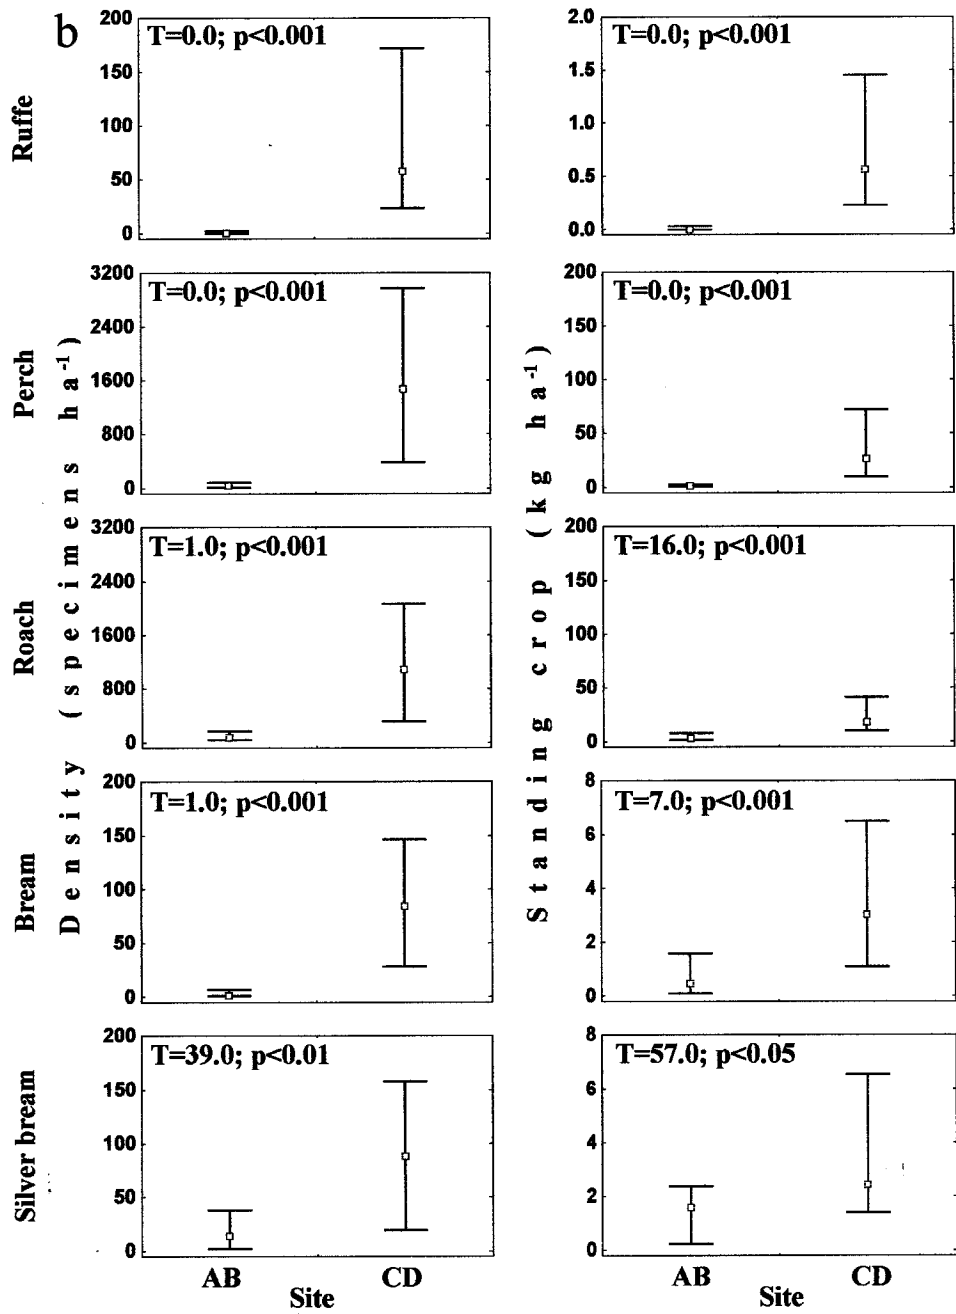 b
Ruffe
T=0.0; p<0.001
200
150
100
50
0
T=0.0; p<0.001
2.0
1.5
1.0
0.5
0.0
Perch
T=0.0; p<0.001
3200
2400
1600
800
0
T=0.0; p<0.001
200
150
100
50
0
Roach
T=1.0; p<0.001
3200
2400
1600
800
0
T=16.0; p<0.001
200
150
100
50
0
Bream
T=1.0; p<0.001
200
150
100
50
0
T=7.0; p<0.001
8
6
4
2
0
Silver bream
T=39.0; p<0.01
200
150
100
50
0
T=57.0; p<0.05
8
6
4
2
0
Density (specimens ha⁻¹)
Standing crop (kg ha⁻¹)
AB CD
Site
AB CD
Site